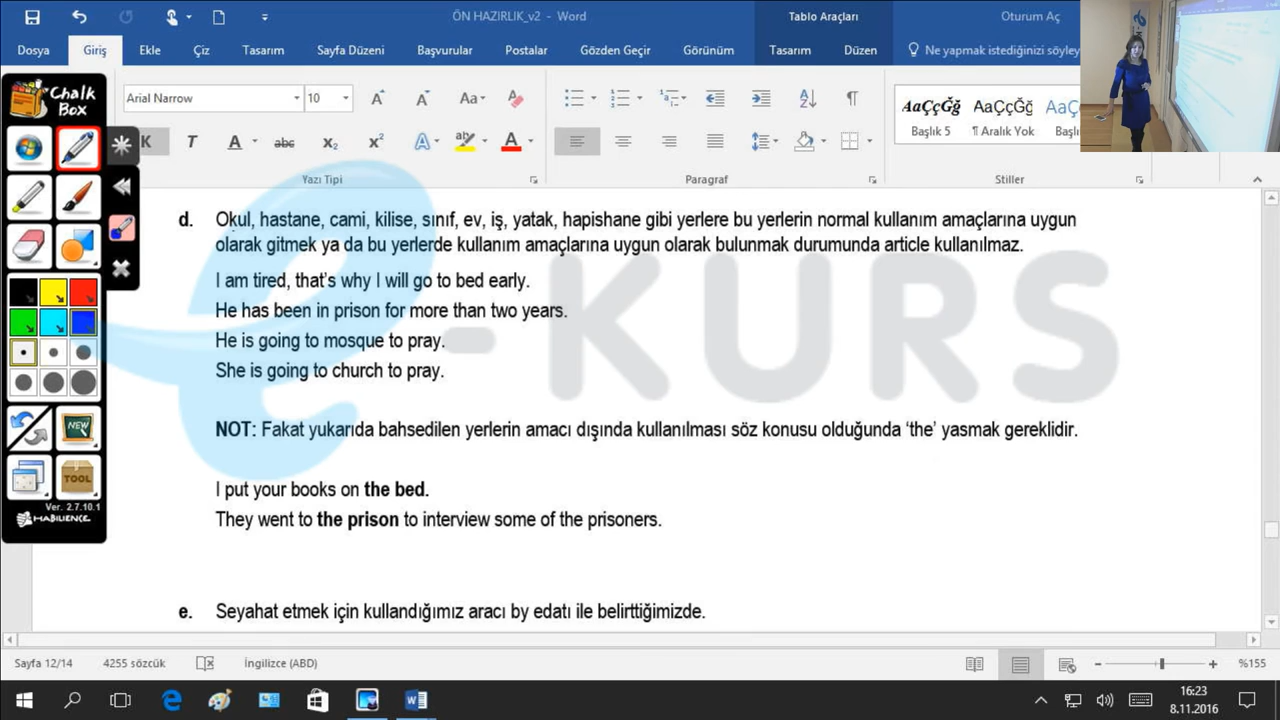 ÖN HAZIRLIK_v2 - Word
Tablo Araçları
Oturum Aç
Dosya
Giriş
Ekle
Çiz
Tasarım
Sayfa Düzeni
Başvurular
Postalar
Gözden Geçir
Görünüm
Tasarım
Düzen
Ne yapmak istediğinizi söyley
Chalk
Box
Arial Narrow
10
Aa
AaÇçĞğ
AaÇçĞğ
AaÇç
K
T
A
abc
x₂
x²
A
ab
A
Başlık 5
¶ Aralık Yok
Başlı
Yazı Tipi
Paragraf
Stiller
d. Okul, hastane, cami, kilise, sınıf, ev, iş, yatak, hapishane gibi yerlere bu yerlerin normal kullanım amaçlarına uygun
olarak gitmek ya da bu yerlerde kullanım amaçlarına uygun olarak bulunmak durumunda article kullanılmaz.
I am tired, that's why I will go to bed early.
He has been in prison for more than two years.
He is going to mosque to pray.
She is going to church to pray.
e-KURS
NOT: Fakat yukarıda bahsedilen yerlerin amacı dışında kullanılması söz konusu olduğunda 'the' yasmak gereklidir.
I put your books on the bed.
They went to the prison to interview some of the prisoners.
e. Seyahat etmek için kullandığımız aracı by edatı ile belirttiğimizde.
NEW
TOOL
Ver. 2.7.10.1
MABILIENCE
Sayfa 12/14
4255 sözcük
İngilizce (ABD)
%155
16:23
8.11.2016